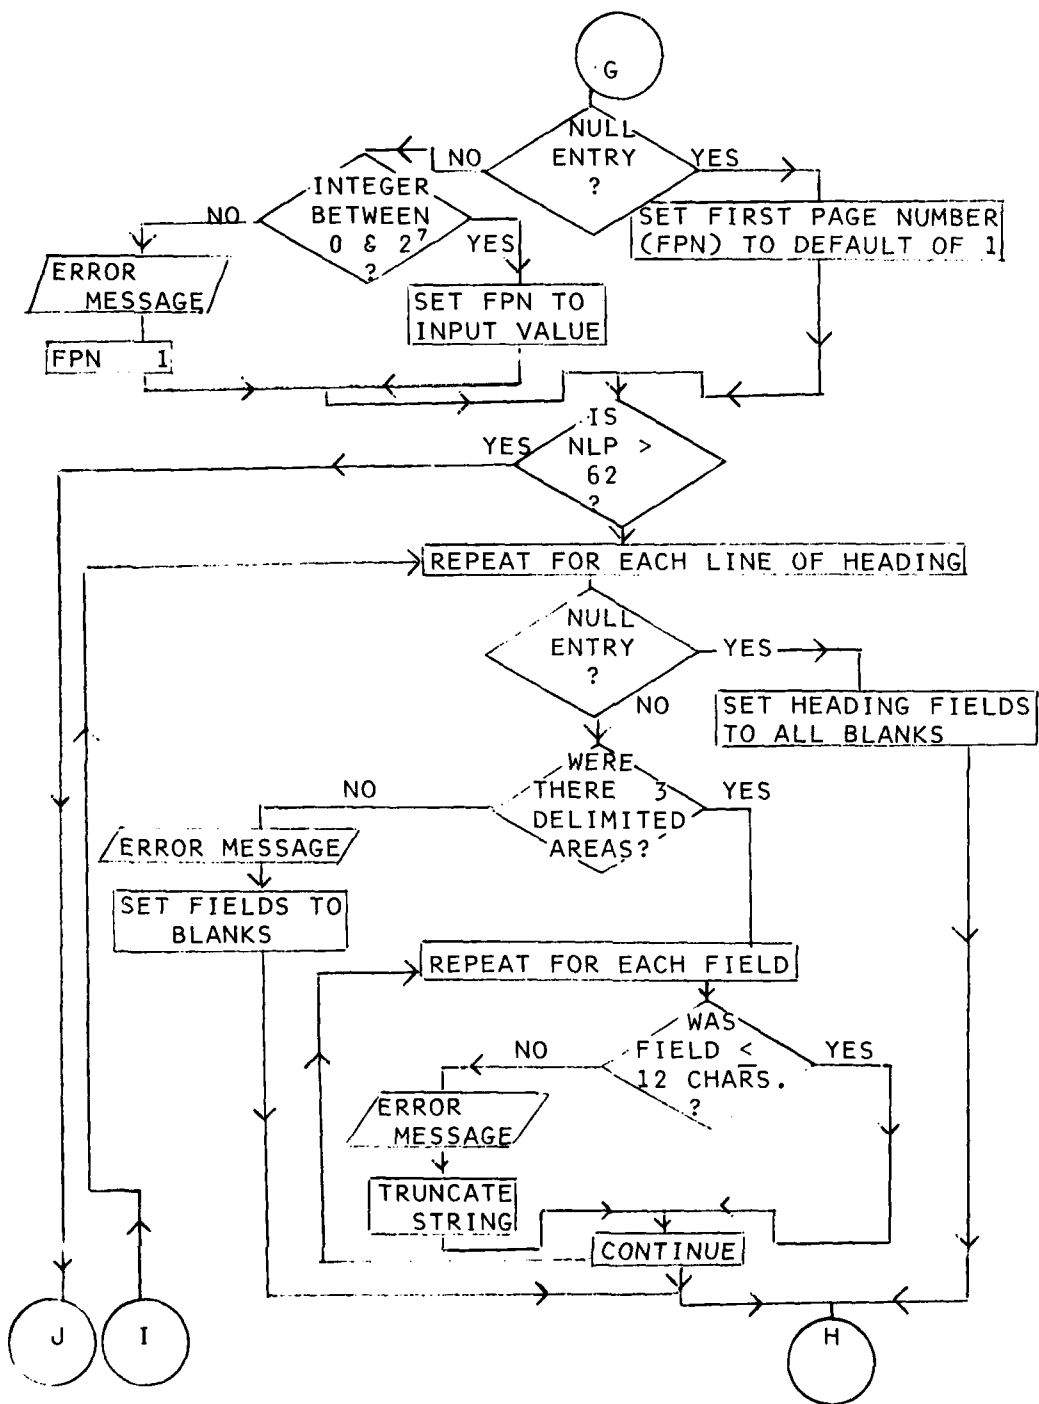 G
NULL
ENTRY
?
NO
YES
INTEGER
BETWEEN
0 & 2⁷
?
NO
YES
SET FIRST PAGE NUMBER
(FPN) TO DEFAULT OF 1
ERROR
MESSAGE
SET FPN TO
INPUT VALUE
FPN 1
IS
NLP >
62
?
YES
REPEAT FOR EACH LINE OF HEADING
NULL
ENTRY
?
YES
NO
SET HEADING FIELDS
TO ALL BLANKS
WERE
THERE 3
DELIMITED
AREAS?
NO
YES
ERROR MESSAGE
SET FIELDS TO
BLANKS
REPEAT FOR EACH FIELD
WAS
FIELD ≤
12 CHARS.
?
NO
YES
ERROR
MESSAGE
TRUNCATE
STRING
CONTINUE
J
I
H